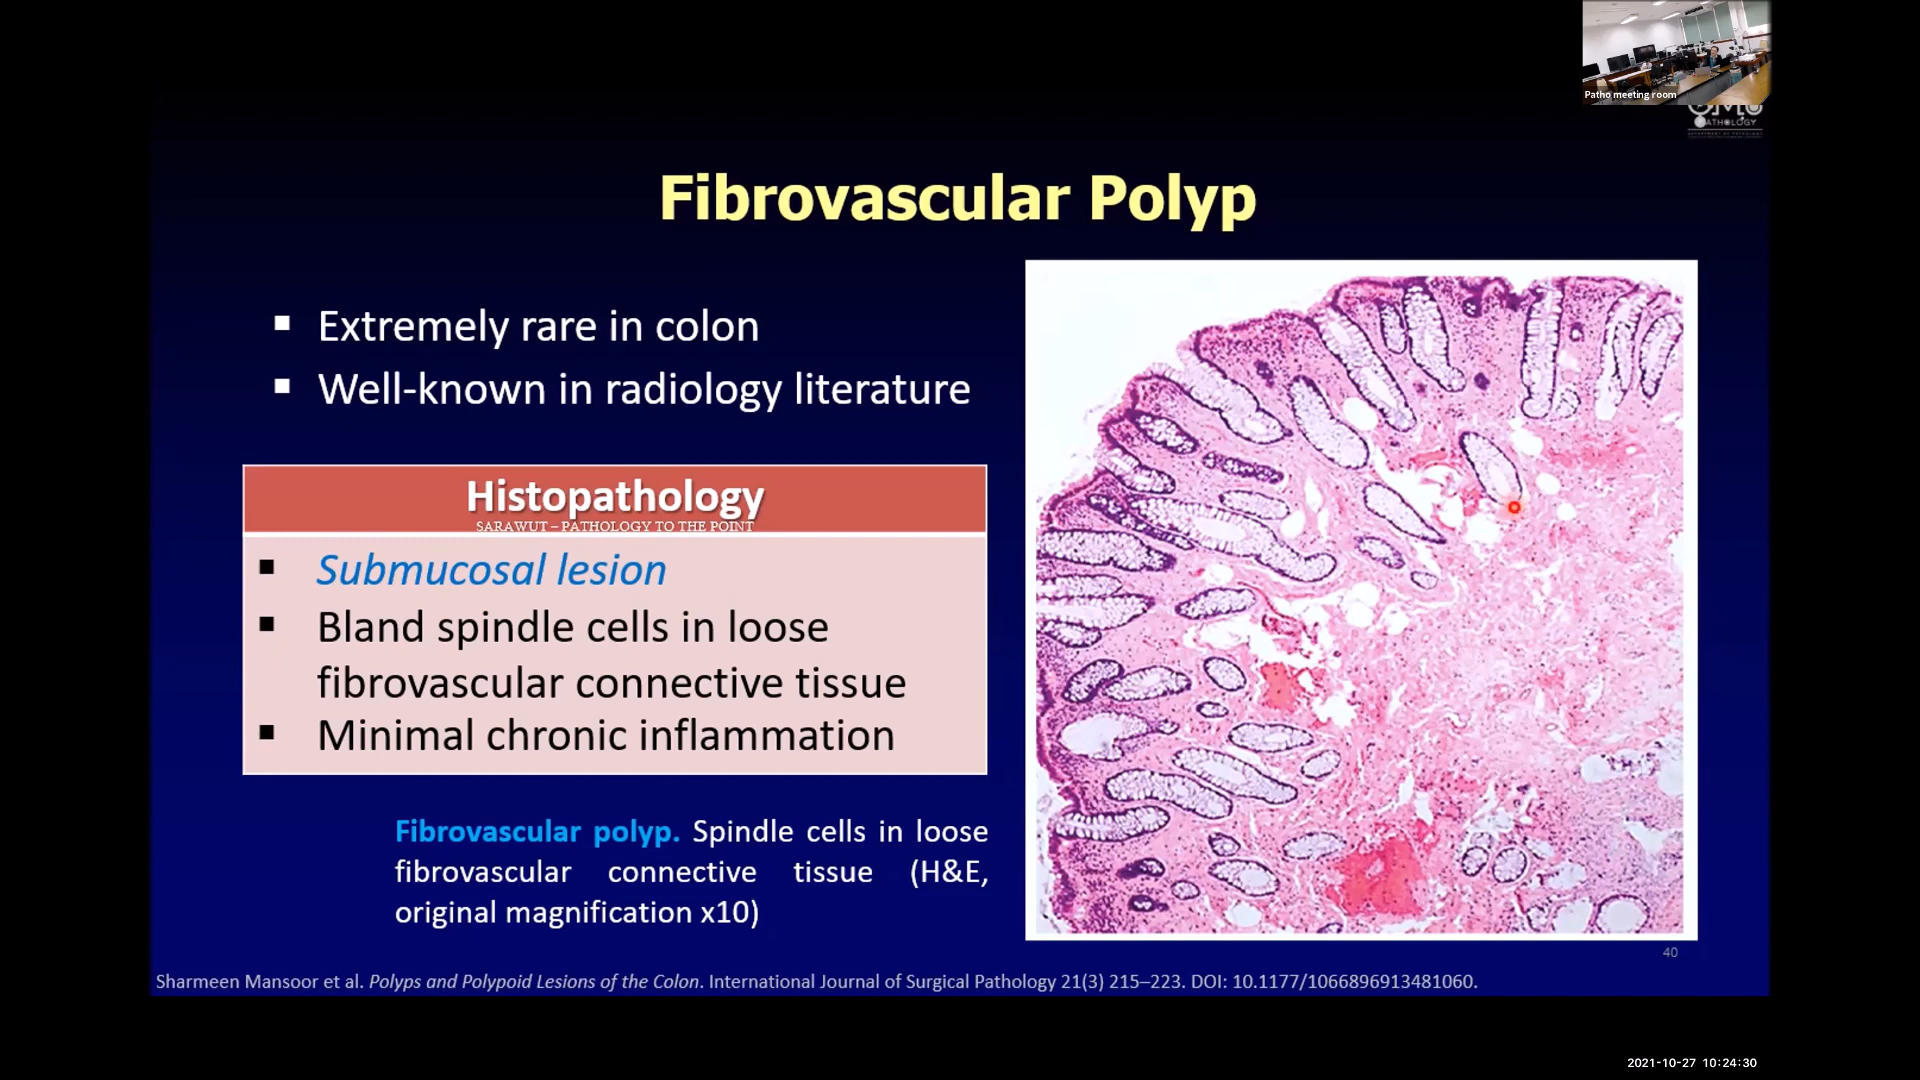 Patho meeting room
PATHOLOGY
Fibrovascular Polyp
▪ Extremely rare in colon
▪ Well-known in radiology literature
Histopathology
SARAWUT – PATHOLOGY TO THE POINT
▪ Submucosal lesion
▪ Bland spindle cells in loose
fibrovascular connective tissue
▪ Minimal chronic inflammation
Fibrovascular polyp. Spindle cells in loose
fibrovascular connective tissue (H&E,
original magnification x10)
40
Sharmeen Mansoor et al. Polyps and Polypoid Lesions of the Colon. International Journal of Surgical Pathology 21(3) 215–223. DOI: 10.1177/1066896913481060.
2021-10-27 10:24:30